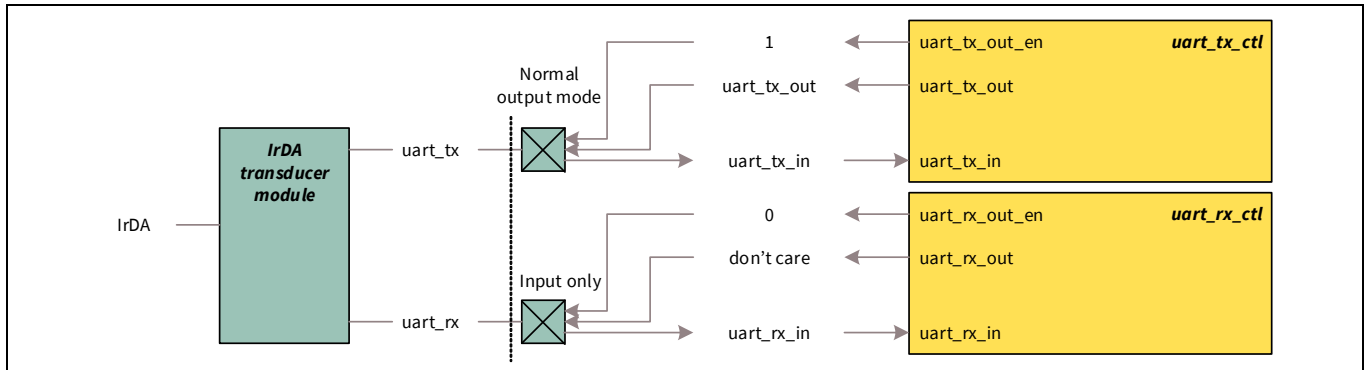 1
uart_tx_out_en
uart_tx_ctl
Normal
output mode
uart_tx_out
uart_tx_out
IrDA
transducer
module
uart_tx
uart_tx_in
uart_tx_in
IrDA
0
uart_rx_out_en
uart_rx_ctl
don’t care
uart_rx_out
Input only
uart_rx
uart_rx_in
uart_rx_in